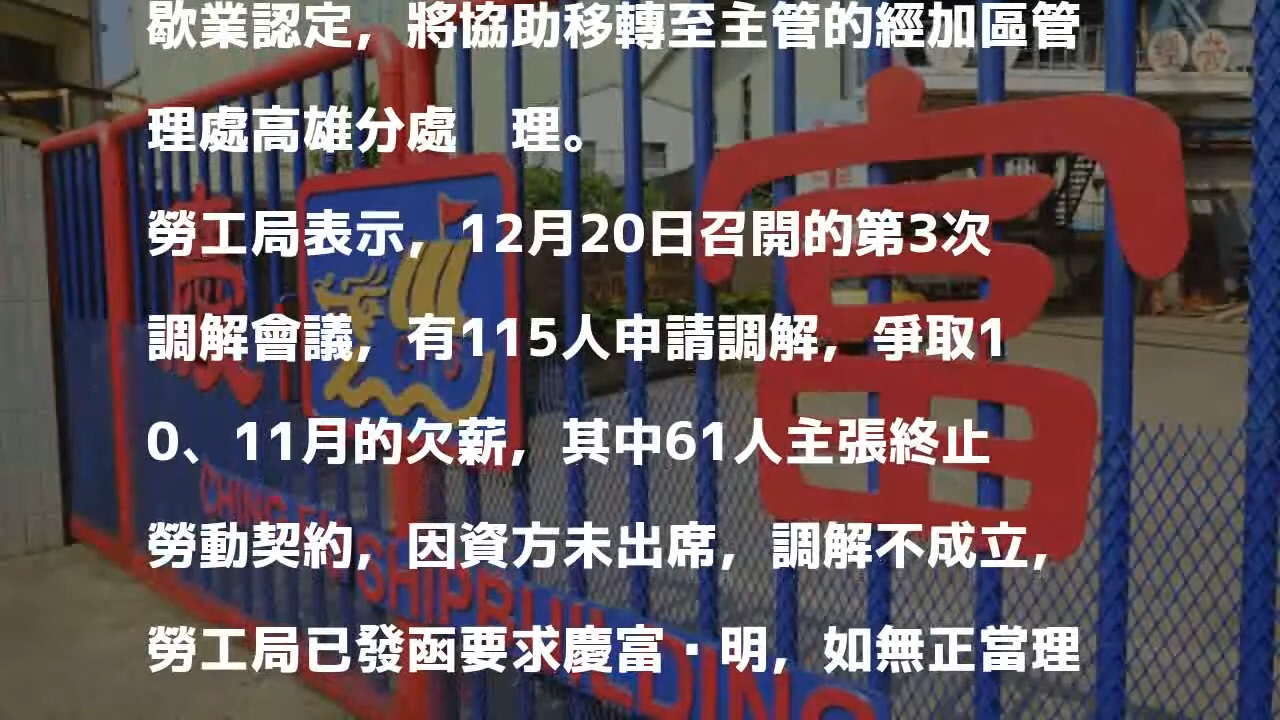 歇業認定，將協助移轉至主管的經加區管
理處高雄分處　理。
勞工局表示，12月20日召開的第3次
調解會議，有115人申請調解，爭取1
0、11月的欠薪，其中61人主張終止
勞動契約，因資方未出席，調解不成立，
勞工局已發函要求慶富·明，如無正當理
慶
富
CHING FU SHIPBUILDING